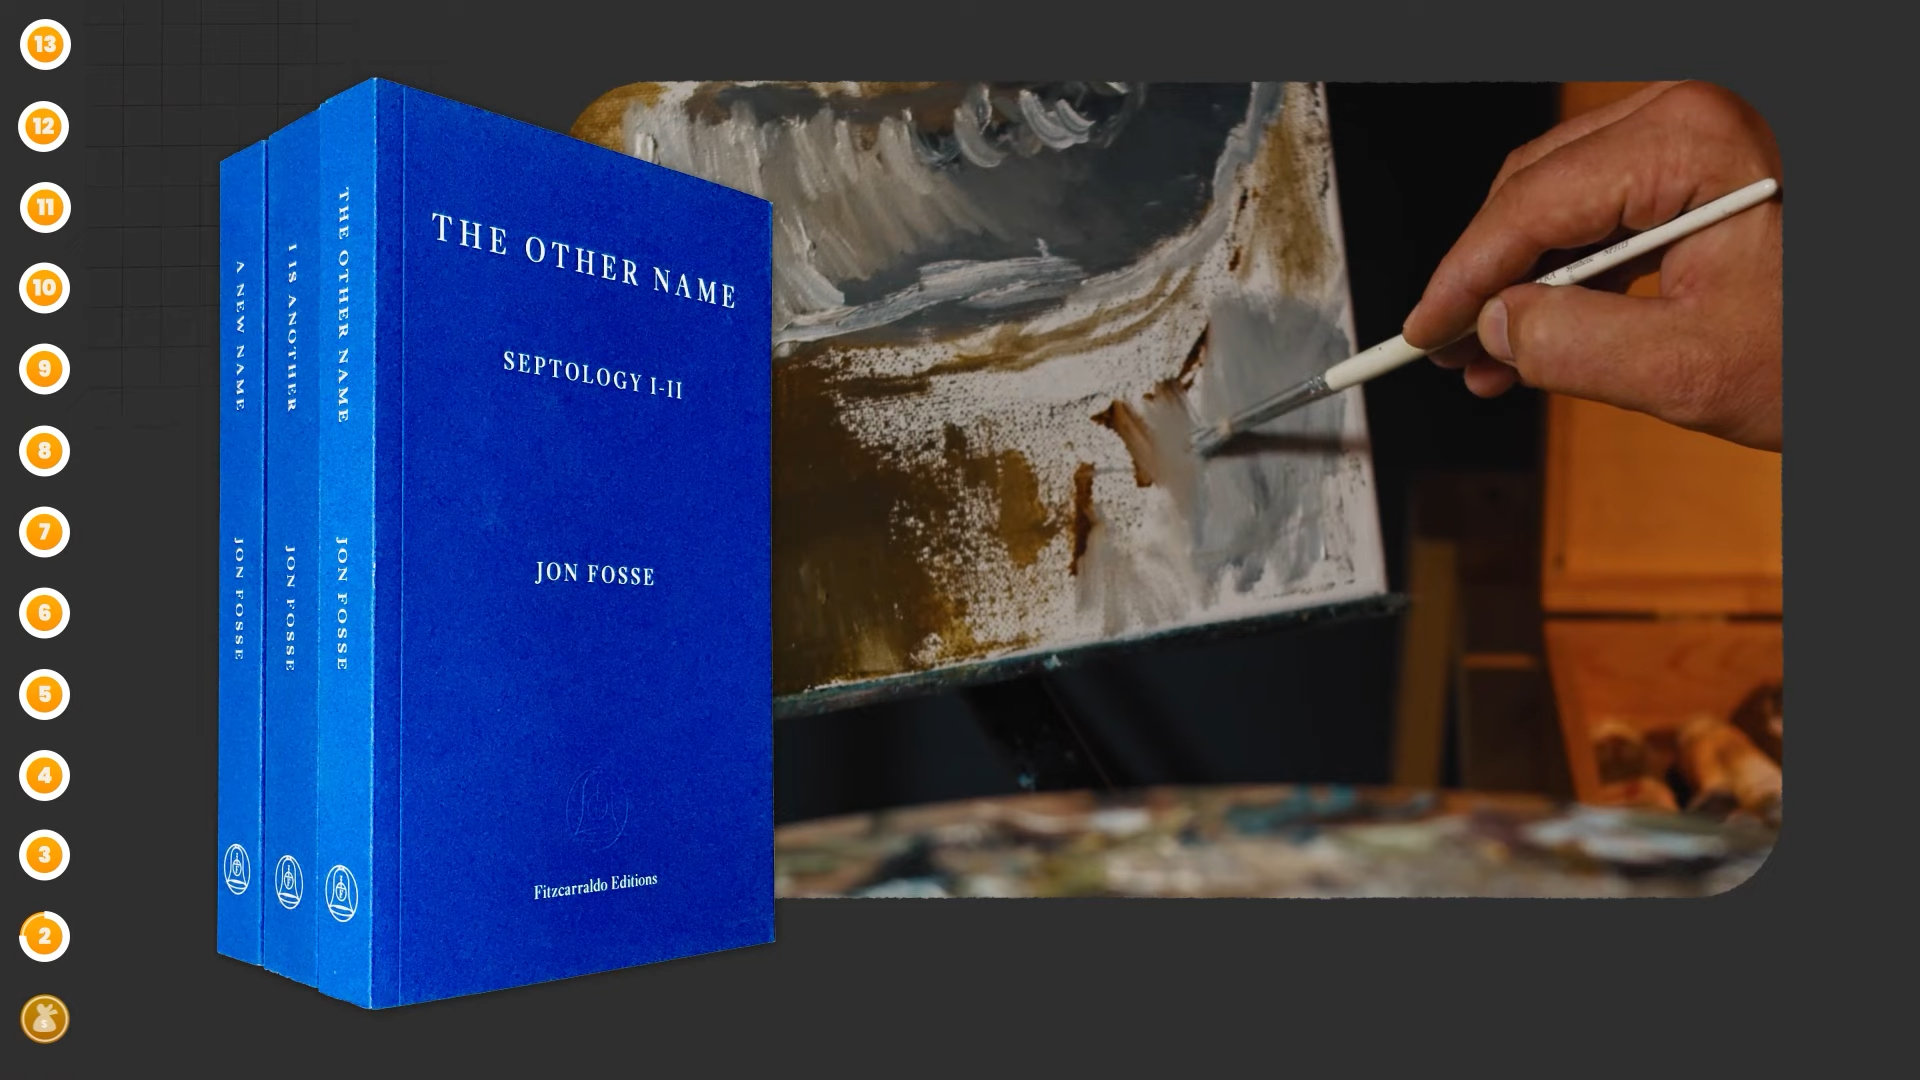 13
12
11
10
9
8
7
6
5
4
3
2
A NEW NAME
JON FOSSE
I IS ANOTHER
JON FOSSE
THE OTHER NAME
JON FOSSE
THE OTHER NAME
SEPTOLOGY I-II
JON FOSSE
Fitzcarraldo Editions